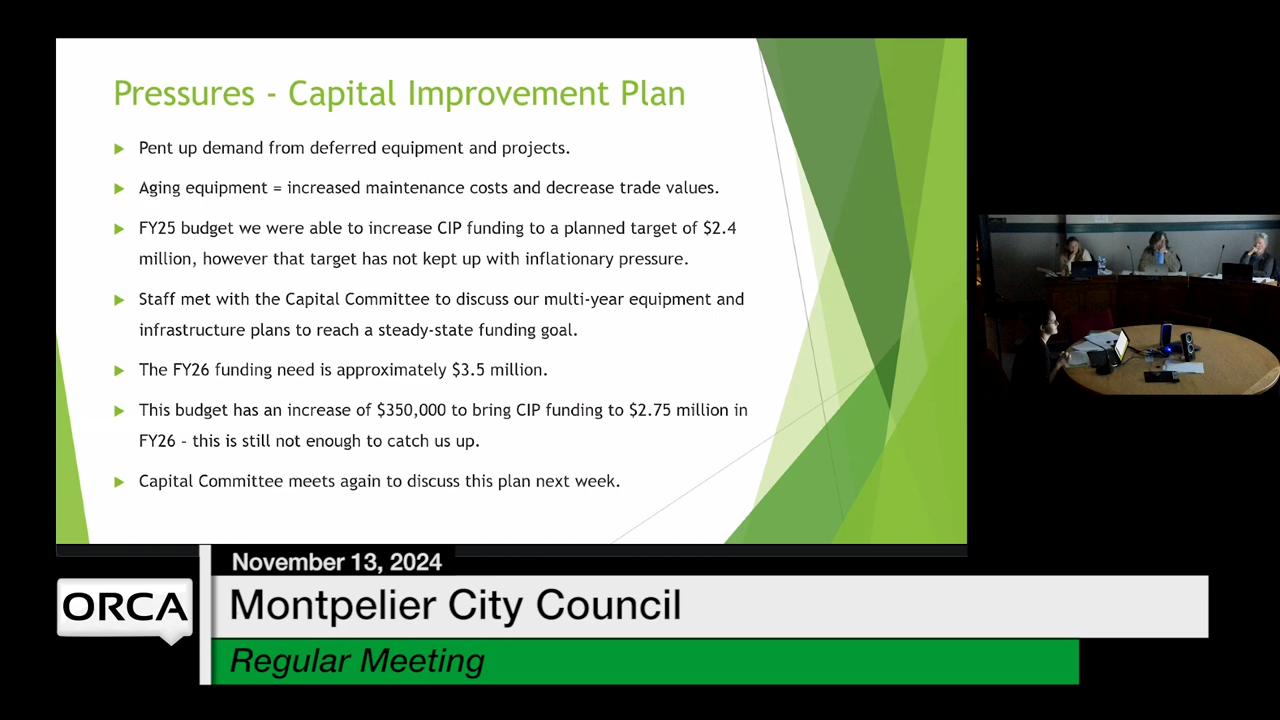 Pressures - Capital Improvement Plan
Pent up demand from deferred equipment and projects.
Aging equipment = increased maintenance costs and decrease trade values.
FY25 budget we were able to increase CIP funding to a planned target of $2.4
million, however that target has not kept up with inflationary pressure.
Staff met with the Capital Committee to discuss our multi-year equipment and
infrastructure plans to reach a steady-state funding goal.
The FY26 funding need is approximately $3.5 million.
This budget has an increase of $350,000 to bring CIP funding to $2.75 million in
FY26 – this is still not enough to catch us up.
Capital Committee meets again to discuss this plan next week.
November 13, 2024
ORCA
Montpelier City Council
Regular Meeting